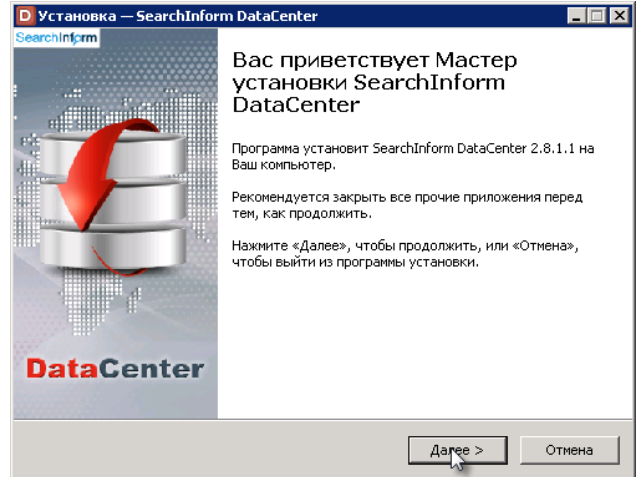 D Установка — SearchInform DataCenter
SearchInform
Вас приветствует Мастер
установки SearchInform
DataCenter
Программа установит SearchInform DataCenter 2.8.1.1 на
Ваш компьютер.
Рекомендуется закрыть все прочие приложения перед
тем, как продолжить.
Нажмите «Далее», чтобы продолжить, или «Отмена»,
чтобы выйти из программы установки.
DataCenter
Далее >
Отмена